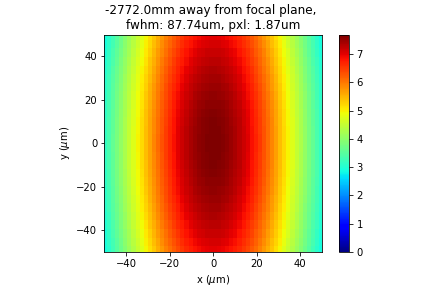 -2772.0mm away from focal plane,
fwhm: 87.74um, pxl: 1.87um
40
20
0
−20
−40
y (μm)
−40 −20 0 20 40
x (μm)
7
6
5
4
3
2
1
0